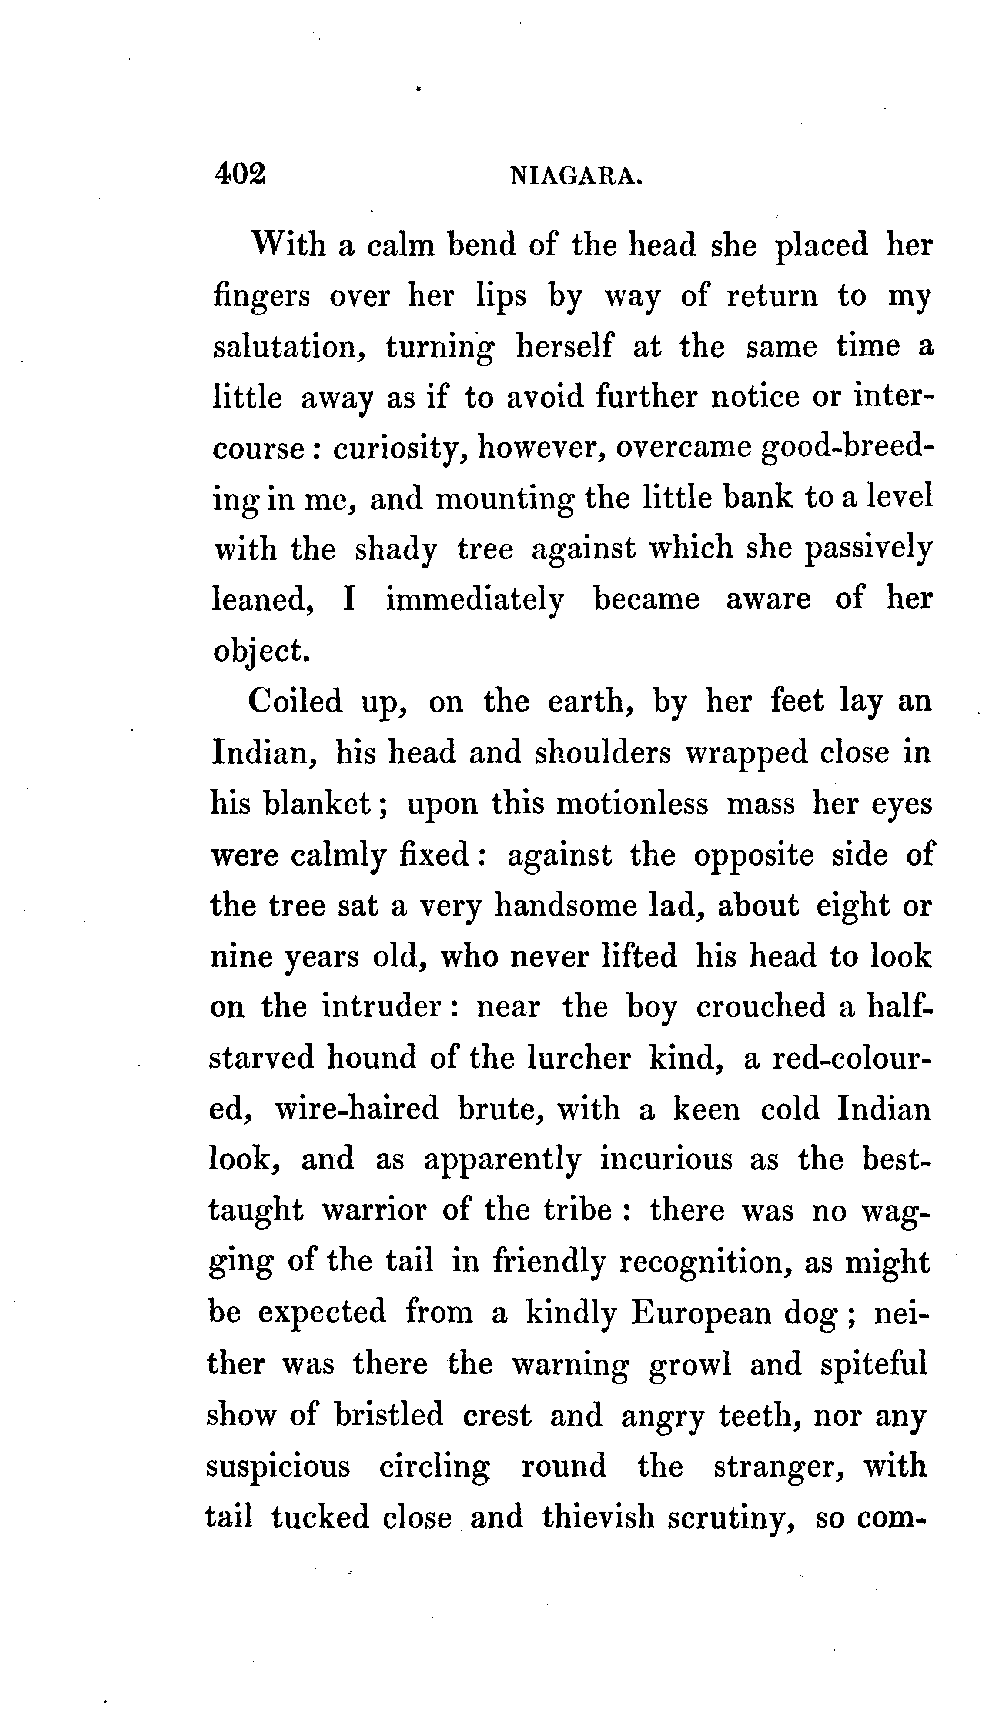 402 NIAGARA.
With a calm bend of the head she placed her
fingers over her lips by way of return to my
salutation, turning herself at the same time a
little away as if to avoid further notice or inter-
course : curiosity, however, overcame good-breed-
ing in me, and mounting the little bank to a level
with the shady tree against which she passively
leaned, I immediately became aware of her
object.
Coiled up, on the earth, by her feet lay an
Indian, his head and shoulders wrapped close in
his blanket ; upon this motionless mass her eyes
were calmly fixed : against the opposite side of
the tree sat a very handsome lad, about eight or
nine years old, who never lifted his head to look
on the intruder : near the boy crouched a half-
starved hound of the lurcher kind, a red-colour-
ed, wire-haired brute, with a keen cold Indian
look, and as apparently incurious as the best-
taught warrior of the tribe : there was no wag-
ging of the tail in friendly recognition, as might
be expected from a kindly European dog ; nei-
ther was there the warning growl and spiteful
show of bristled crest and angry teeth, nor any
suspicious circling round the stranger, with
tail tucked close and thievish scrutiny, so com-